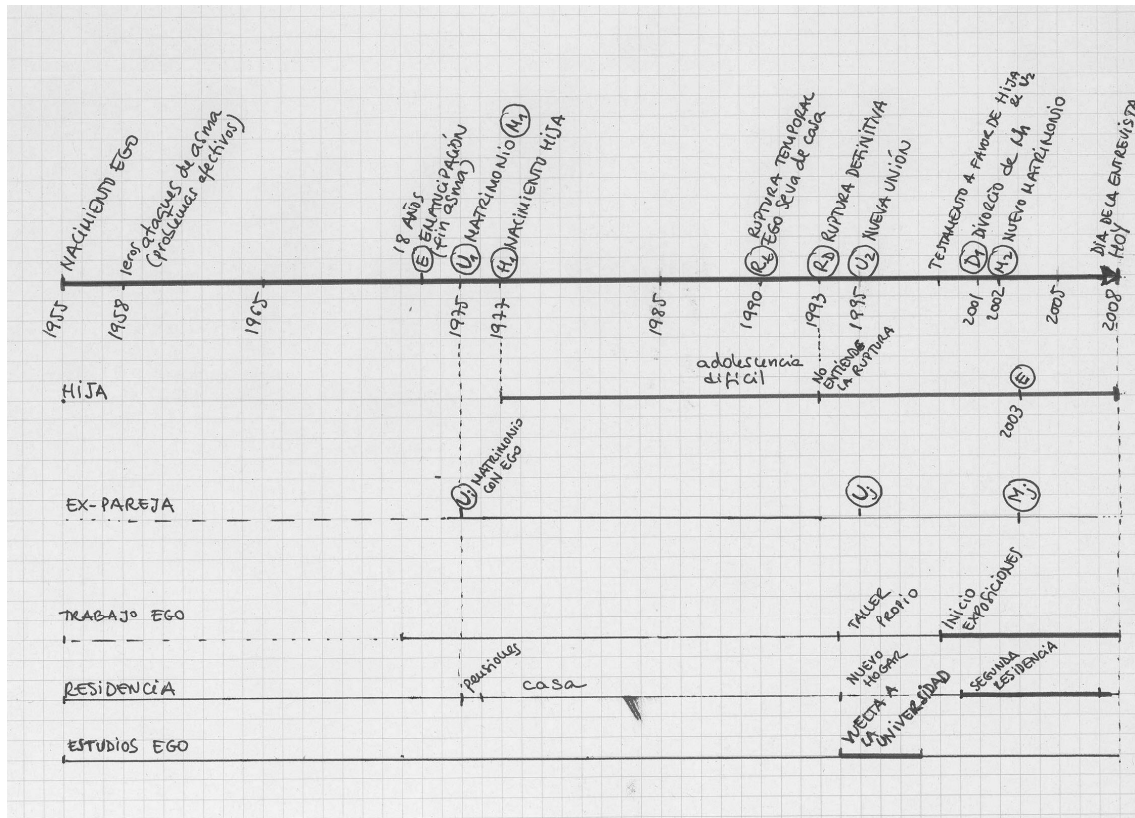 NACIMIENTO EGO
1eros ataques de asma
(problemas efectivos)
18 AÑOS
E EMANCIPACIÓN
(fin asma)
U1 MATRIMONIO M1
H1 NACIMIENTO HIJA
Rt RUPTURA TEMPORAL
EGO se va de casa
RD RUPTURA DEFINITIVA
U2 NUEVA UNIÓN
TESTAMENTO A FAVOR DE HIJA & U2
D1 DIVORCIO de M1
M2 NUEVO MATRIMONIO
DIA DE LA ENTREVISTA
HOY
1955
1958
1965
1975
1977
1985
1990
1993
1995
2001
2002
2005
2008
HIJA
adolescencia
difícil
NO
ENTIENDE
LA RUPTURA
E
2003
EX-PAREJA
Ui MATRIMONIO
CON EGO
Uj
Mj
TRABAJO EGO
TALLER
PROPIO
INICIO
EXPOSICIONES
RESIDENCIA
pensiones
casa
NUEVO
HOGAR
SEGUNDA
RESIDENCIA
ESTUDIOS EGO
VUELTA A
LA
UNIVERSIDAD